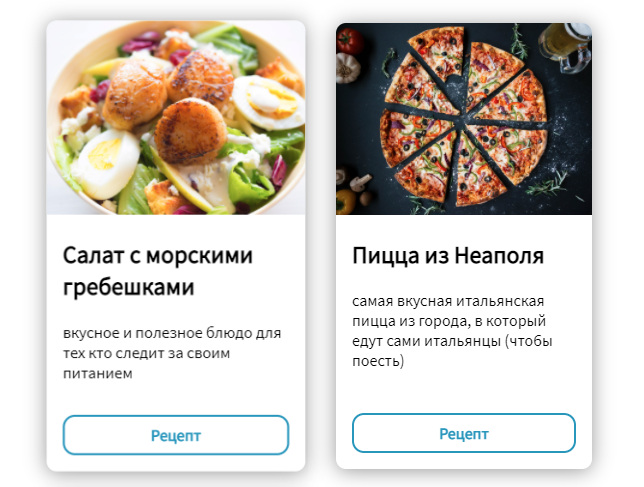 Салат с морскими
гребешками
вкусное и полезное блюдо для
тех кто следит за своим
питанием
Рецепт
Пицца из Неаполя
самая вкусная итальянская
пицца из города, в который
едут сами итальянцы (чтобы
поесть)
Рецепт